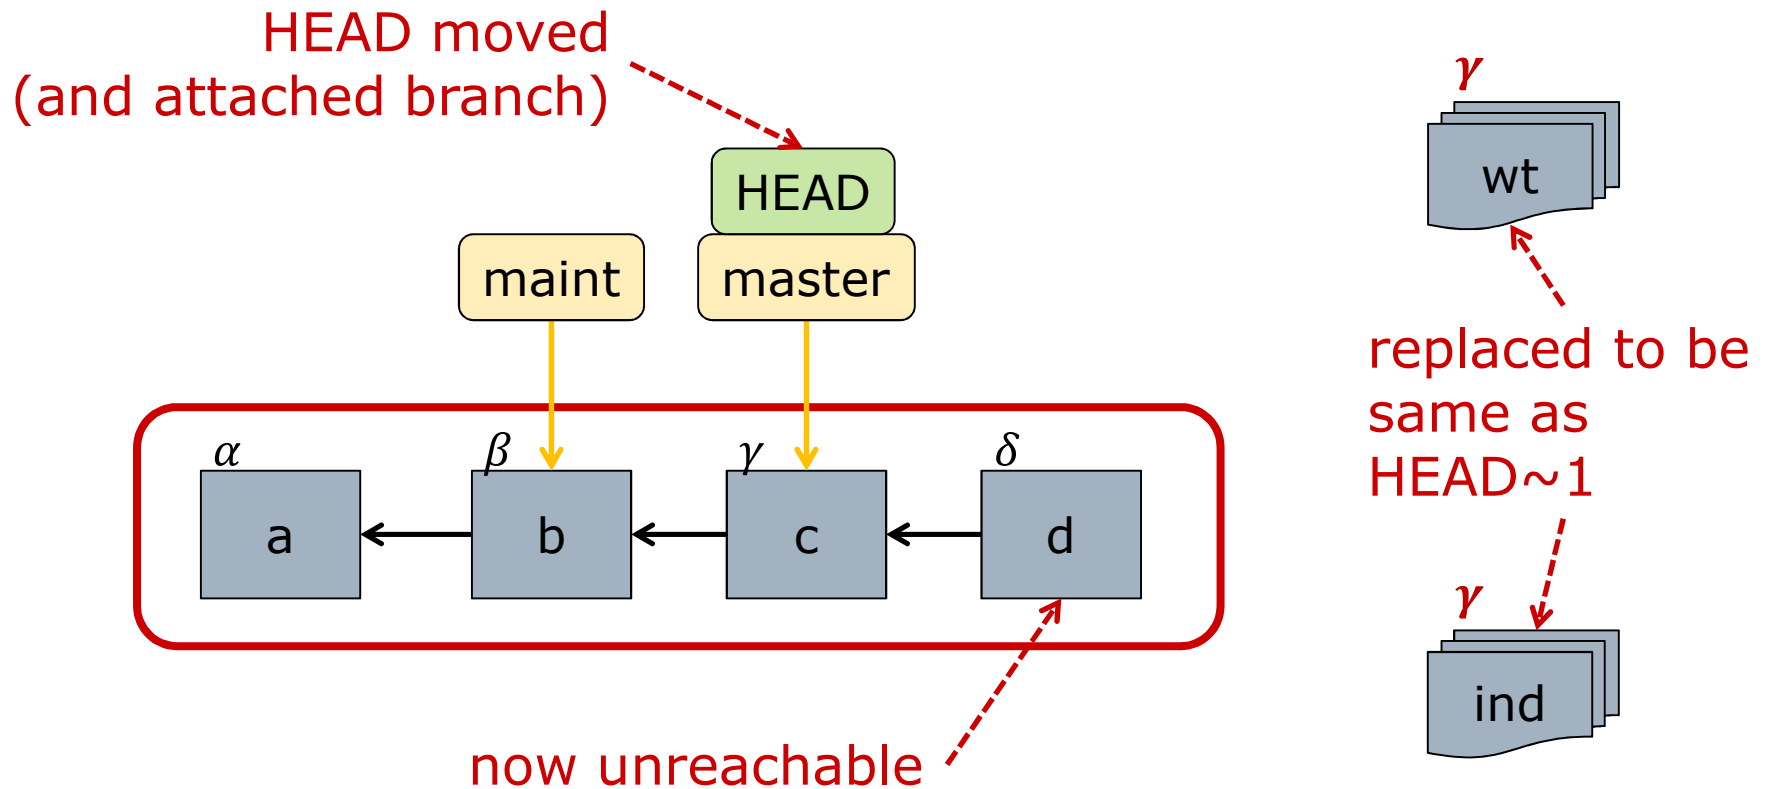 HEAD moved
(and attached branch)
HEAD
maint
master
α
β
γ
δ
a
b
c
d
now unreachable
γ
wt
replaced to be
same as
HEAD~1
γ
ind